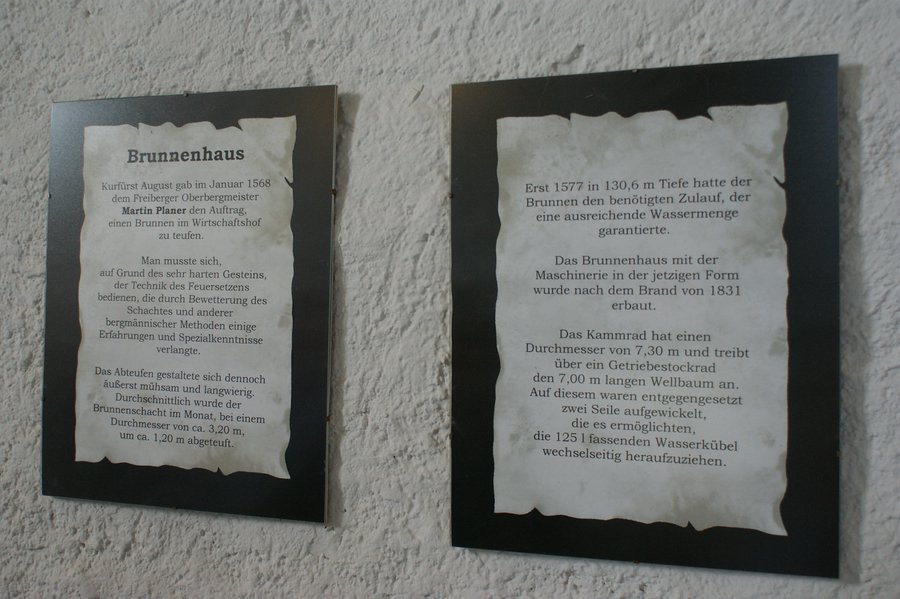 Brunnenhaus
Kurfürst August gab im Januar 1568
dem Freiberger Oberbergmeister
Martin Planer den Auftrag,
einen Brunnen im Wirtschaftshof
zu teufen.
Man musste sich,
auf Grund des sehr harten Gesteins,
der Technik des Feuersetzens
bedienen, die durch Bewetterung des
Schachtes und anderer
bergmännischer Methoden einige
Erfahrungen und Spezialkenntnisse
verlangte.
Das Abteufen gestaltete sich dennoch
äußerst mühsam und langwierig.
Durchschnittlich wurde der
Brunnenschacht im Monat, bei einem
Durchmesser von ca. 3,20 m,
um ca. 1,20 m abgeteuft.
Erst 1577 in 130,6 m Tiefe hatte der
Brunnen den benötigten Zulauf, der
eine ausreichende Wassermenge
garantierte.
Das Brunnenhaus mit der
Maschinerie in der jetzigen Form
wurde nach dem Brand von 1831
erbaut.
Das Kammrad hat einen
Durchmesser von 7,30 m und treibt
über ein Getriebestockrad
den 7,00 m langen Wellbaum an.
Auf diesem waren entgegengesetzt
zwei Seile aufgewickelt,
die es ermöglichten,
die 125 l fassenden Wasserkübel
wechselseitig heraufzuziehen.